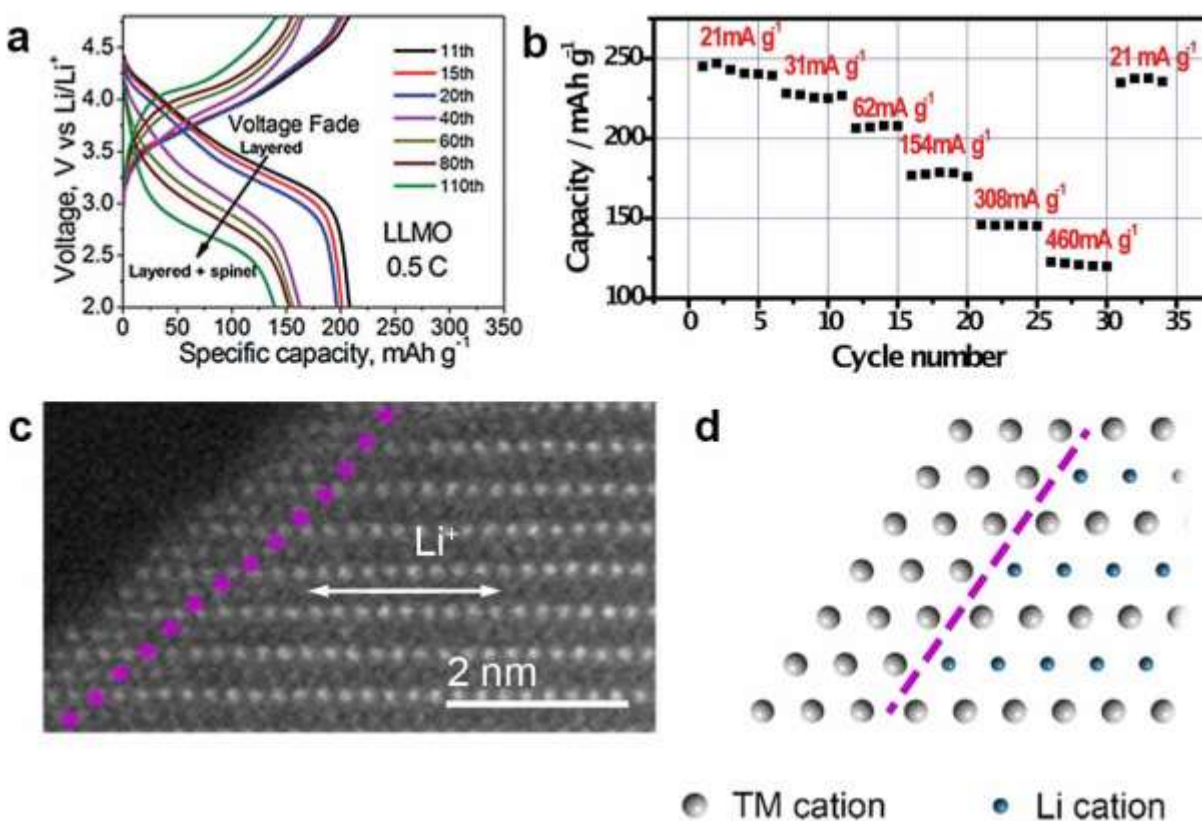 a
4.5
4.0
3.5
3.0
2.5
2.0
Voltage, V vs Li/Li⁺
0 50 100 150 200 250 300 350
Specific capacity, mAh g⁻¹
11th
15th
20th
40th
60th
80th
110th
Voltage Fade
Layered
Layered + spinel
LLMO
0.5 C
b
250
200
150
100
Capacity / mAh g⁻¹
0 5 10 15 20 25 30 35
Cycle number
21mA g⁻¹
31mA g⁻¹
62mA g⁻¹
154mA g⁻¹
308mA g⁻¹
460mA g⁻¹
21 mA g⁻¹
c
Li⁺
2 nm
d
TM cation
Li cation